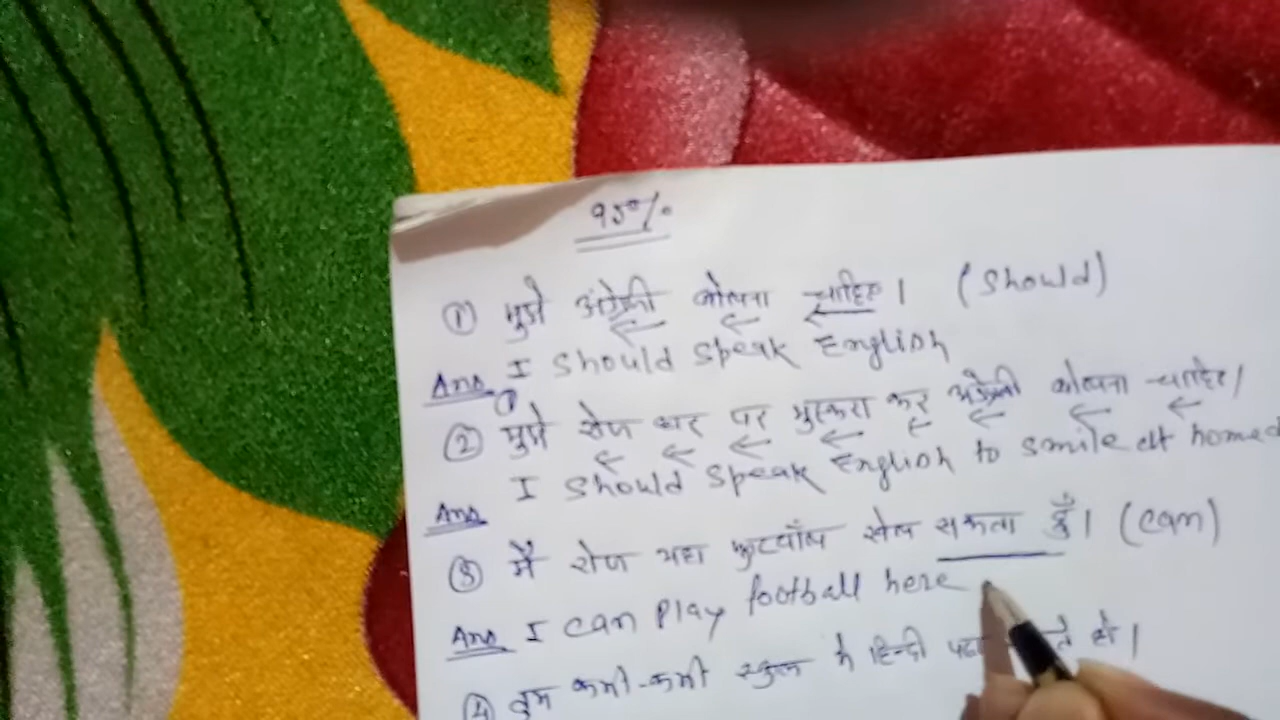 95%
① मुझे अंग्रेजी बोलना चाहिए। (should)
Ans I should speak English
② मुझे रोज घर पर मुस्करा कर अंग्रेजी बोलना चाहिए।
Ans I should speak English to smile at home
③ मैं रोज यहा फुटबॉल खेल सकता हूँ। (can)
Ans I can play football here
④ तुम कभी-कभी स्कुल मे हिन्दी हो।